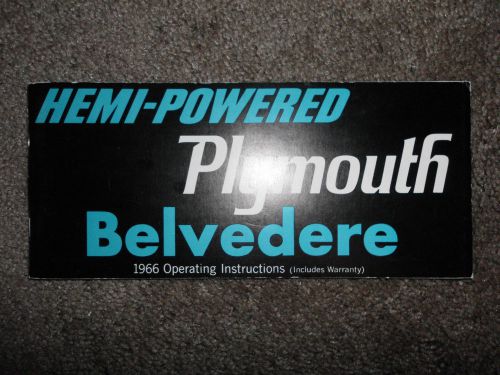 HEMI-POWERED
Plymouth
Belvedere
1966 Operating Instructions (Includes Warranty)